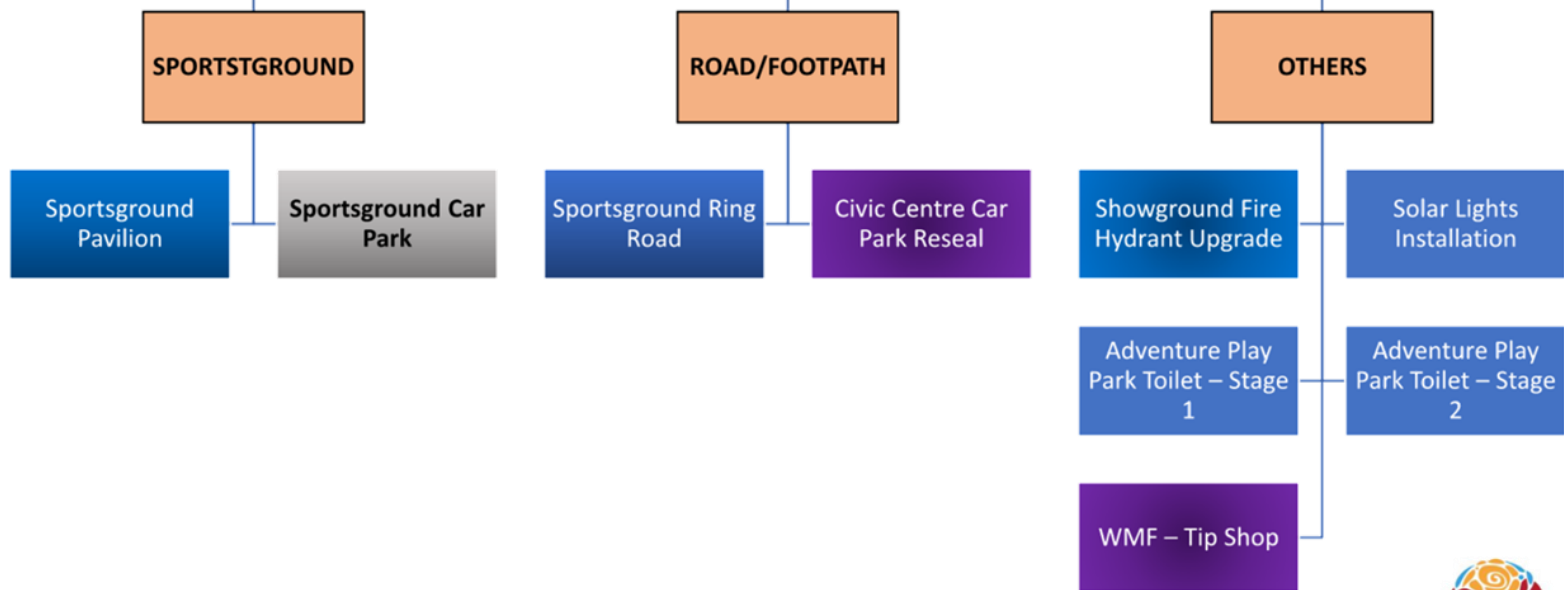 SPORTSTGROUND
ROAD/FOOTPATH
OTHERS
Sportsground
Pavilion
Sportsground Car
Park
Sportsground Ring
Road
Civic Centre Car
Park Reseal
Showground Fire
Hydrant Upgrade
Solar Lights
Installation
Adventure Play
Park Toilet – Stage
1
Adventure Play
Park Toilet – Stage
2
WMF – Tip Shop